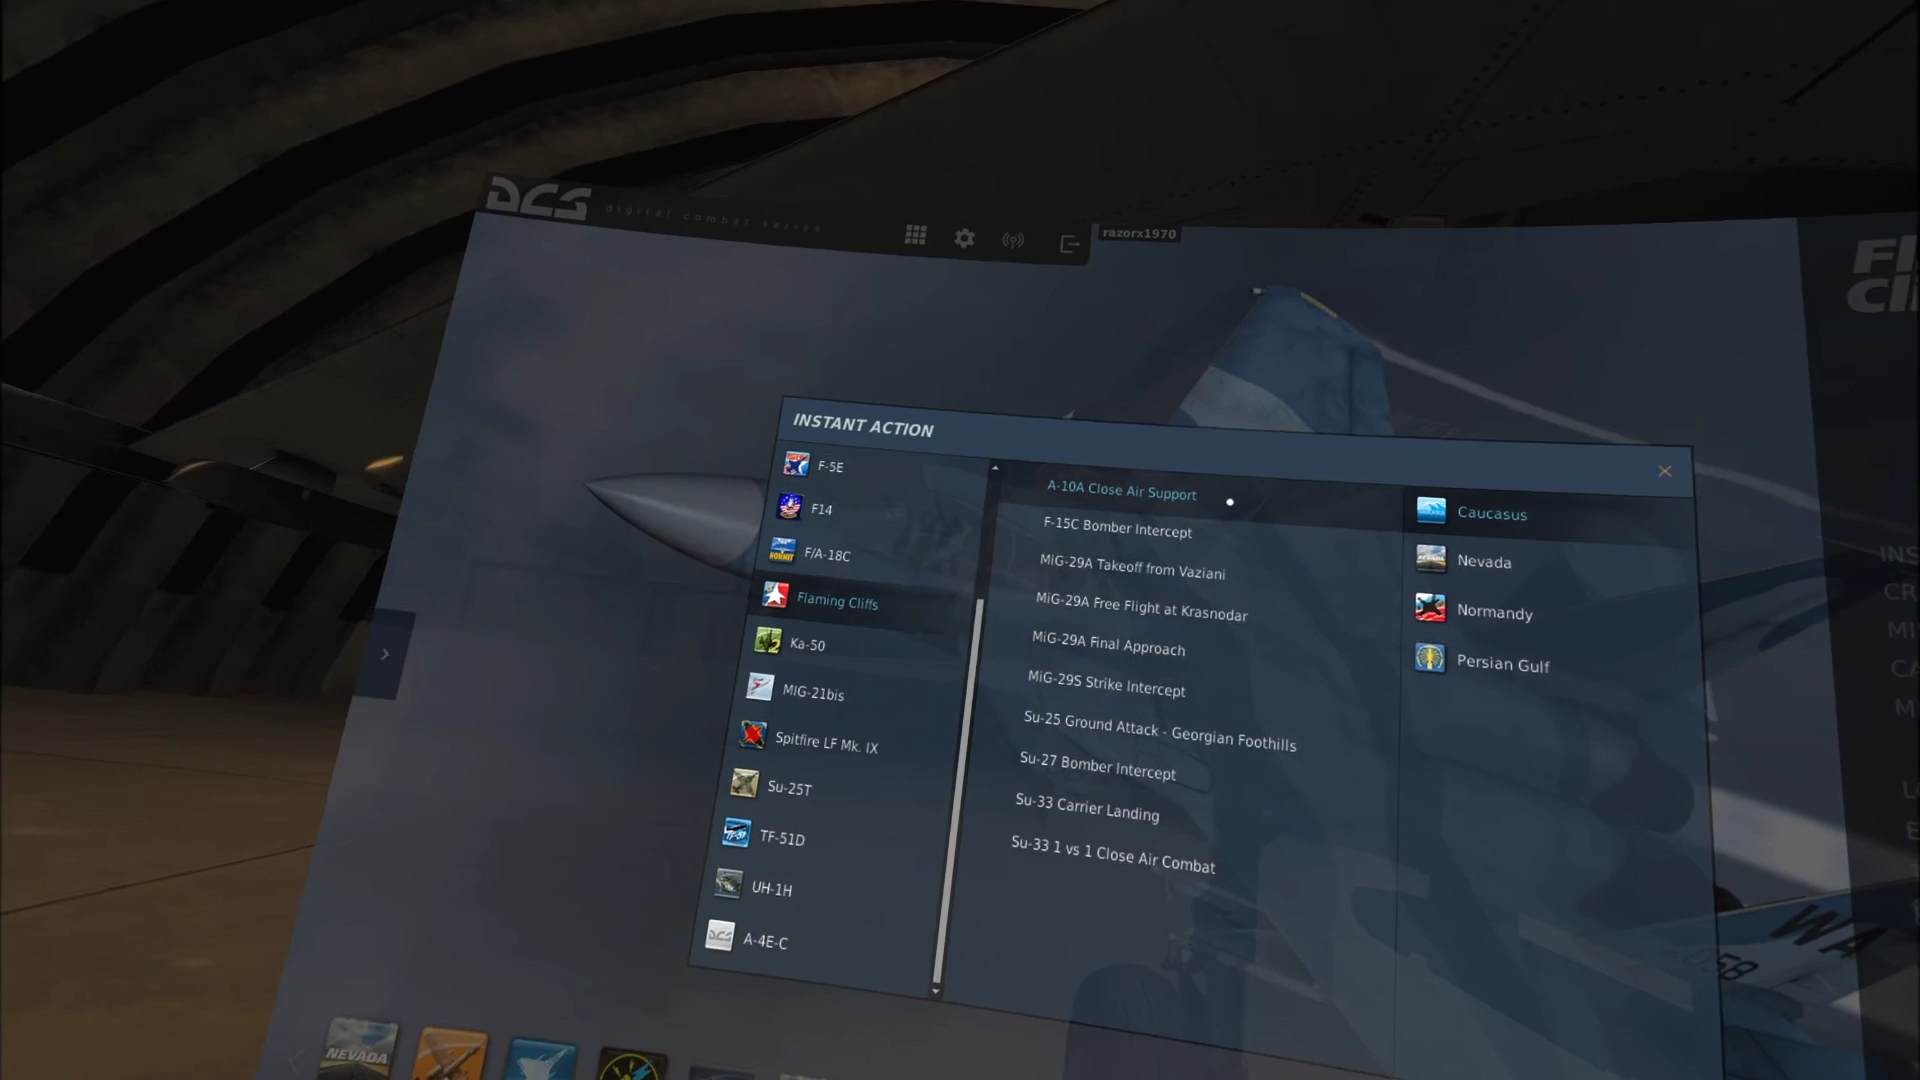 DCS digital combat series
razorx1970
INSTANT ACTION
F-5E
F14
F/A-18C
Flaming Cliffs
Ka-50
MIG-21bis
Spitfire LF Mk. IX
Su-25T
TF-51D
UH-1H
A-4E-C
A-10A Close Air Support
F-15C Bomber Intercept
MiG-29A Takeoff from Vaziani
MiG-29A Free Flight at Krasnodar
MiG-29A Final Approach
MiG-29S Strike Intercept
Su-25 Ground Attack - Georgian Foothills
Su-27 Bomber Intercept
Su-33 Carrier Landing
Su-33 1 vs 1 Close Air Combat
Caucasus
Nevada
Normandy
Persian Gulf
WA
058
NEVADA